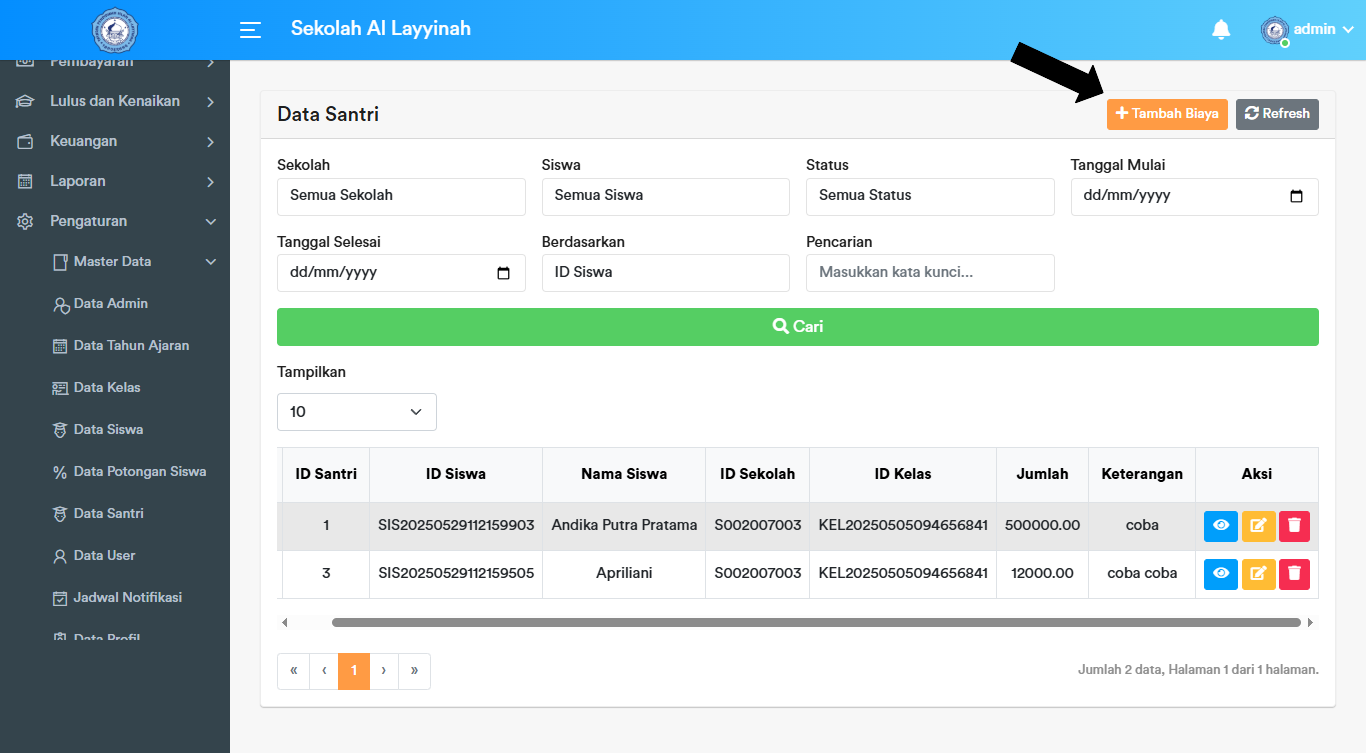 Sekolah Al Layyinah
admin
Pembayaran
Lulus dan Kenaikan
Keuangan
Laporan
Pengaturan
Master Data
Data Admin
Data Tahun Ajaran
Data Kelas
Data Siswa
Data Potongan Siswa
Data Santri
Data User
Jadwal Notifikasi
Data Profil
Data Santri
Tambah Biaya
Refresh
Sekolah Siswa Status Tanggal Mulai
Semua Sekolah Semua Siswa Semua Status dd/mm/yyyy
Tanggal Selesai Berdasarkan Pencarian
dd/mm/yyyy ID Siswa Masukkan kata kunci...
Cari
Tampilkan
10
ID Santri ID Siswa Nama Siswa ID Sekolah ID Kelas Jumlah Keterangan Aksi
1 SIS20250529112159903 Andika Putra Pratama S002007003 KEL20250505094656841 500000.00 coba
3 SIS20250529112159505 Apriliani S002007003 KEL20250505094656841 12000.00 coba coba
« ‹ 1 › »
Jumlah 2 data, Halaman 1 dari 1 halaman.